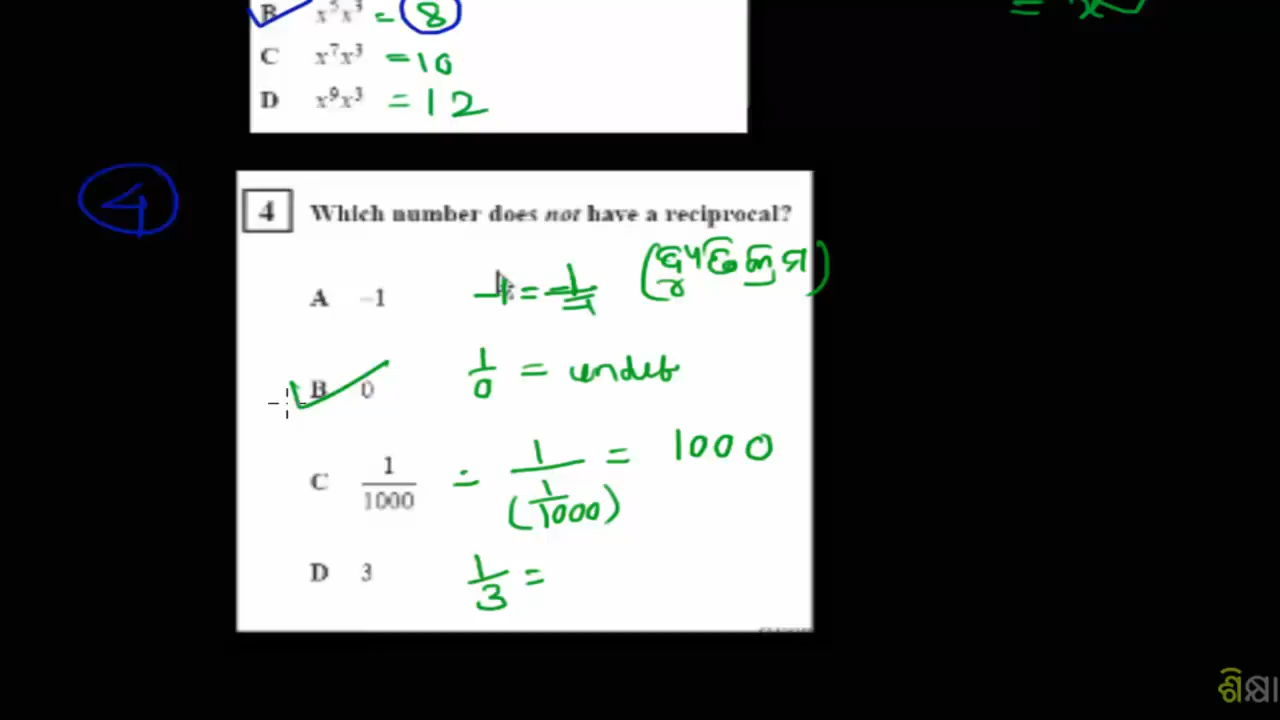 B x⁵x³ = 8
C x⁷x³ = 10
D x⁹x³ = 12
4
4 Which number does not have a reciprocal?
A −1
B 0 1/0 = undef
C 1/1000 = 1/(1/1000) = 1000
D 3 1/3 =
ଶିକ୍ଷା